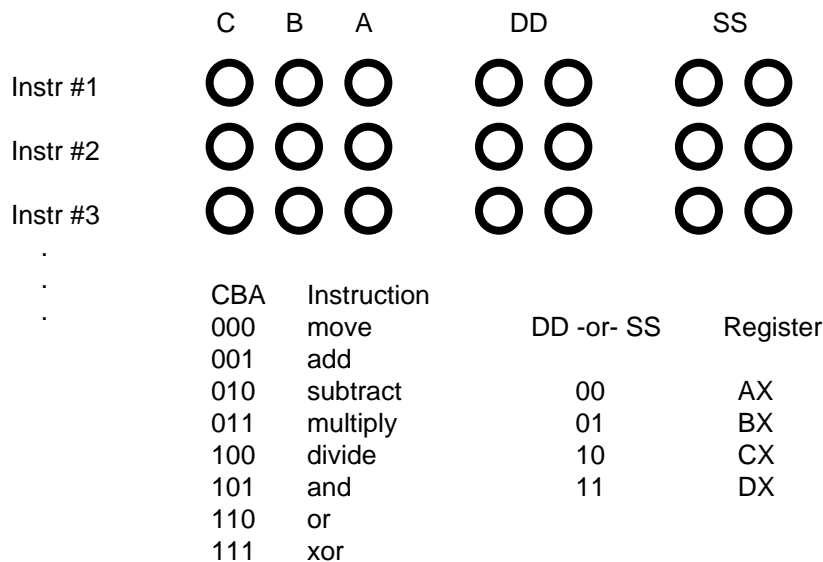 C B A DD SS
Instr #1
Instr #2
Instr #3
.
.
.
CBA Instruction
000 move DD -or- SS Register
001 add
010 subtract 00 AX
011 multiply 01 BX
100 divide 10 CX
101 and 11 DX
110 or
111 xor